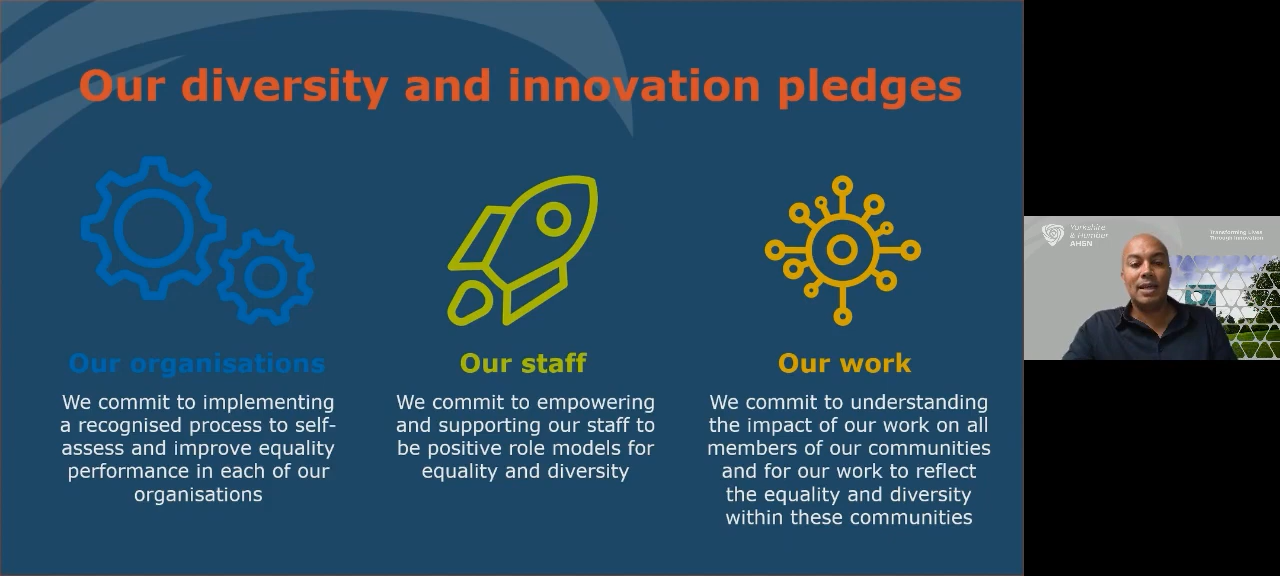 Our diversity and innovation pledges
Our organisations
We commit to implementing
a recognised process to self-
assess and improve equality
performance in each of our
organisations
Our staff
We commit to empowering
and supporting our staff to
be positive role models for
equality and diversity
Our work
We commit to understanding
the impact of our work on all
members of our communities
and for our work to reflect
the equality and diversity
within these communities
Yorkshire
& Humber
AHSN
Transforming Lives
Through Innovation